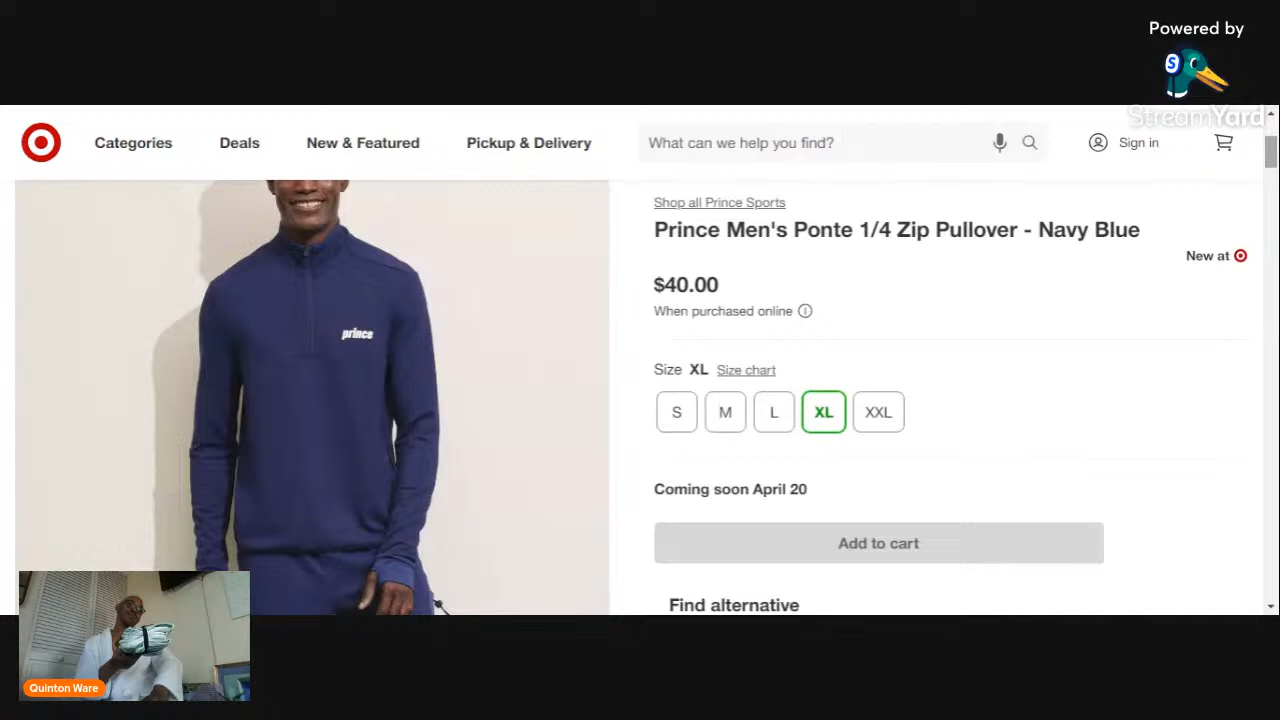 Powered by
S
StreamYard
Categories
Deals
New & Featured
Pickup & Delivery
What can we help you find?
Sign in
Shop all Prince Sports
Prince Men's Ponte 1/4 Zip Pullover - Navy Blue
New at
$40.00
When purchased online
Size XL Size chart
S
M
L
XL
XXL
prince
Coming soon April 20
Add to cart
Find alternative
Quinton Ware